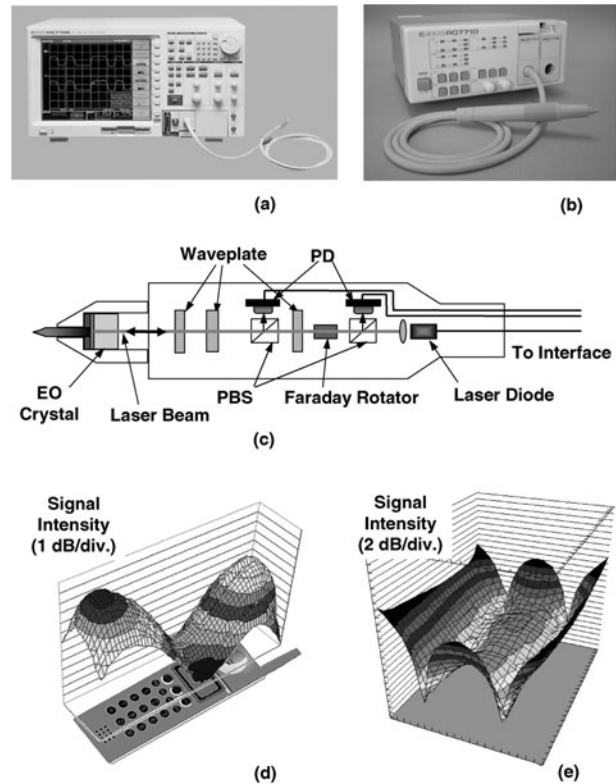 AQ7710
(a)
(b)
Waveplate
PD
EO
Crystal
Laser Beam
PBS
Faraday Rotator
Laser Diode
To Interface
(c)
Signal
Intensity
(1 dB/div.)
Signal
Intensity
(2 dB/div.)
(d)
(e)